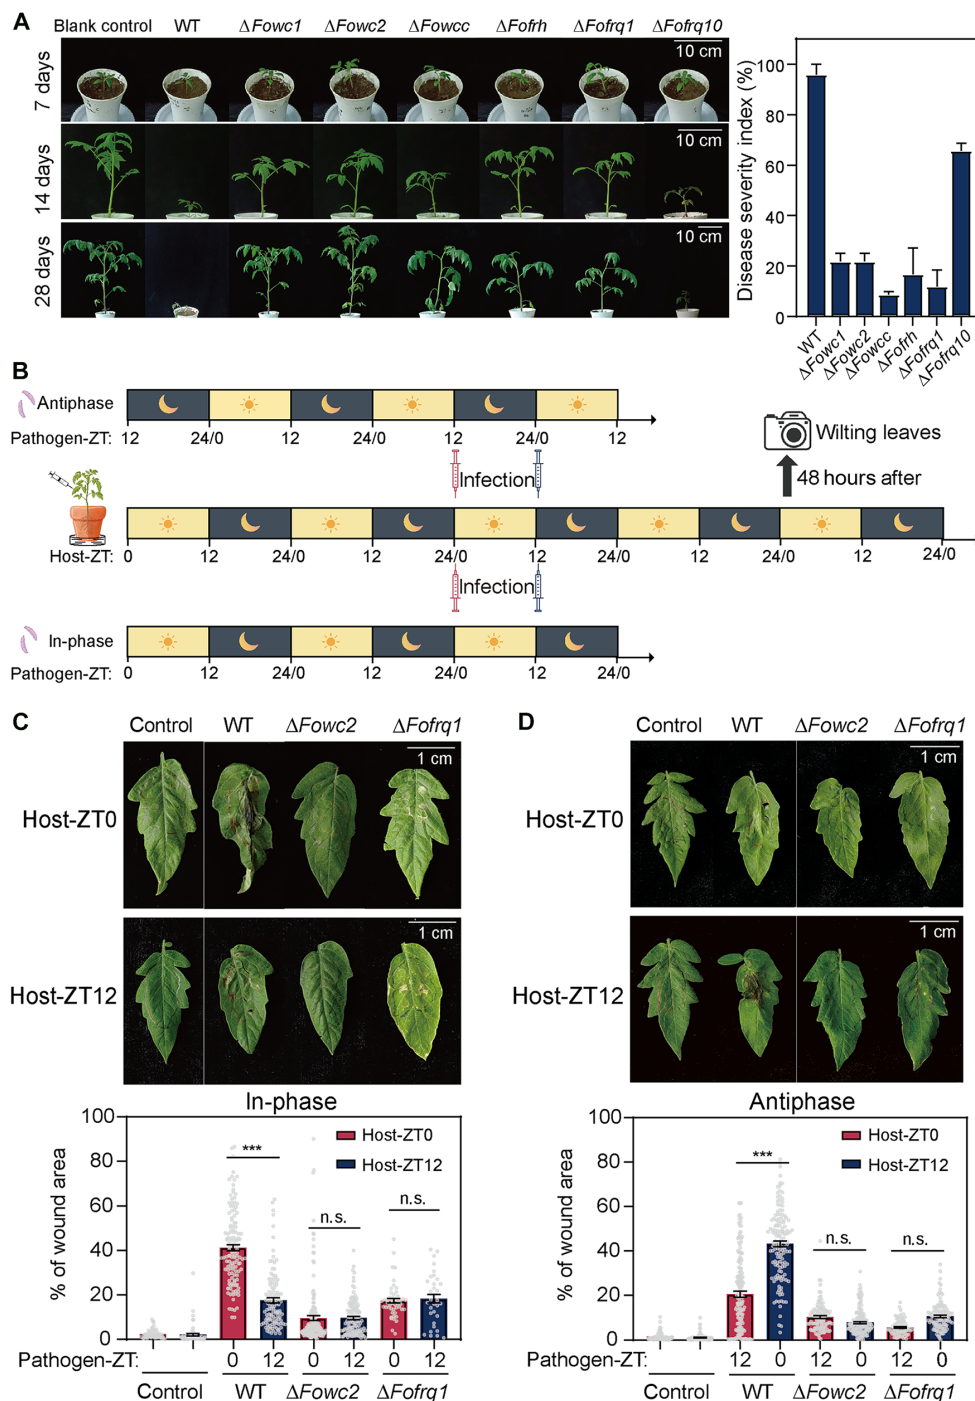 A
Blank control WT ΔFowc1 ΔFowc2 ΔFowcc ΔFofrh ΔFofrq1 ΔFofrq10
7 days
10 cm
14 days
10 cm
28 days
10 cm
Disease severity index (%)
100
80
60
40
20
0
WT ΔFowc1 ΔFowc2 ΔFowcc ΔFofrh ΔFofrq1 ΔFofrq10
B
Antiphase
Pathogen-ZT: 12 24/0 12 24/0 12 24/0 12
Infection
Wilting leaves
48 hours after
Host-ZT: 0 12 24/0 12 24/0 12 24/0 12 24/0 12 24/0
Infection
In-phase
Pathogen-ZT: 0 12 24/0 12 24/0 12 24/0
C
Control WT ΔFowc2 ΔFofrq1
1 cm
Host-ZT0
1 cm
Host-ZT12
In-phase
% of wound area
100
80
60
40
20
0
Host-ZT0
Host-ZT12
*** n.s. n.s.
Pathogen-ZT: 0 12 0 12 0 12
Control WT ΔFowc2 ΔFofrq1
D
Control WT ΔFowc2 ΔFofrq1
1 cm
Host-ZT0
1 cm
Host-ZT12
Antiphase
% of wound area
100
80
60
40
20
0
Host-ZT0
Host-ZT12
*** n.s. n.s.
Pathogen-ZT: 12 0 12 0 12 0
Control WT ΔFowc2 ΔFofrq1